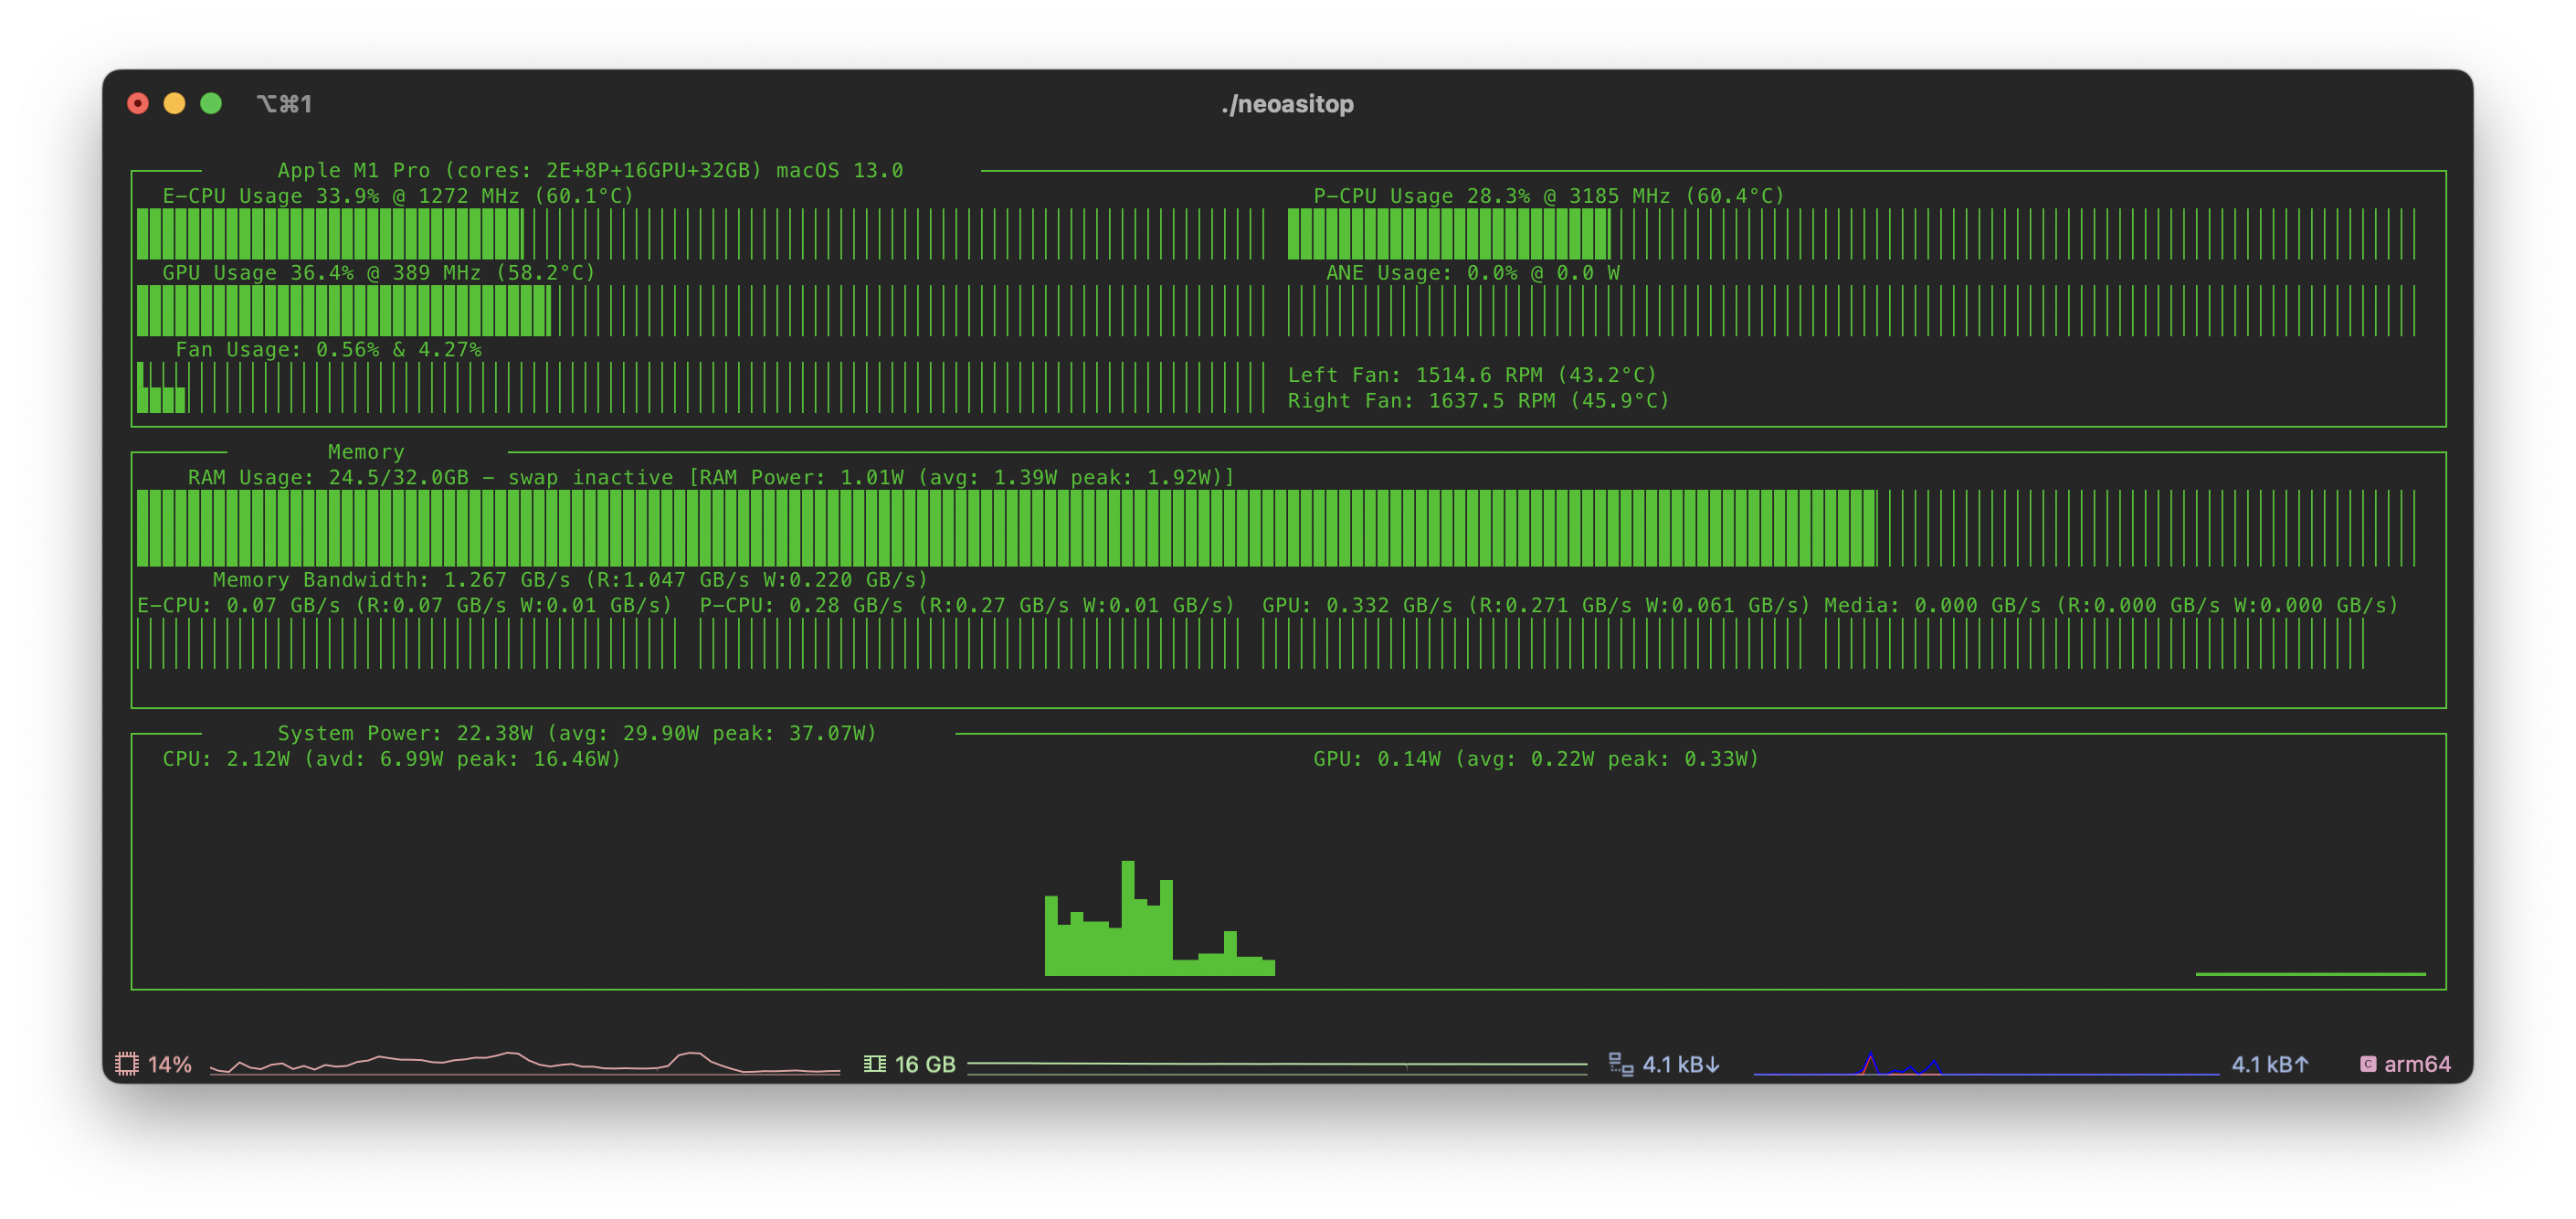 ⌥⌘1 ./neoasitop
Apple M1 Pro (cores: 2E+8P+16GPU+32GB) macOS 13.0
E-CPU Usage 33.9% @ 1272 MHz (60.1°C) P-CPU Usage 28.3% @ 3185 MHz (60.4°C)
GPU Usage 36.4% @ 389 MHz (58.2°C) ANE Usage: 0.0% @ 0.0 W
Fan Usage: 0.56% & 4.27%
Left Fan: 1514.6 RPM (43.2°C)
Right Fan: 1637.5 RPM (45.9°C)
Memory
RAM Usage: 24.5/32.0GB - swap inactive [RAM Power: 1.01W (avg: 1.39W peak: 1.92W)]
Memory Bandwidth: 1.267 GB/s (R:1.047 GB/s W:0.220 GB/s)
E-CPU: 0.07 GB/s (R:0.07 GB/s W:0.01 GB/s) P-CPU: 0.28 GB/s (R:0.27 GB/s W:0.01 GB/s) GPU: 0.332 GB/s (R:0.271 GB/s W:0.061 GB/s) Media: 0.000 GB/s (R:0.000 GB/s W:0.000 GB/s)
System Power: 22.38W (avg: 29.90W peak: 37.07W)
CPU: 2.12W (avd: 6.99W peak: 16.46W) GPU: 0.14W (avg: 0.22W peak: 0.33W)
14% 16 GB 4.1 kB↓ 4.1 kB↑ C arm64